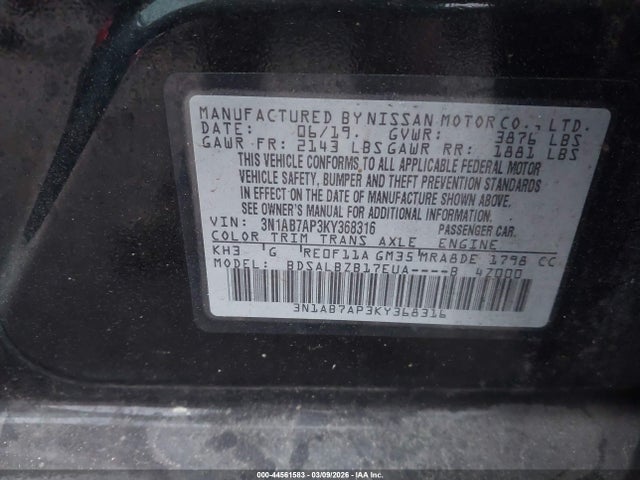 MANUFACTURED BY NISSAN MOTOR CO., LTD.
DATE: 06/19. GVWR: 3876 LBS
GAWR FR: 2143 LBS GAWR RR: 1881 LBS
THIS VEHICLE CONFORMS TO ALL APPLICABLE FEDERAL MOTOR
VEHICLE SAFETY, BUMPER AND THEFT PREVENTION STANDARDS
IN EFFECT ON THE DATE OF MANUFACTURE SHOWN ABOVE.
SEE OWNER'S MANUAL FOR ADDITIONAL INFORMATION.
VIN: 3N1AB7AP3KY368316 PASSENGER CAR.
COLOR TRIM TRANS AXLE ENGINE
KH3 G RE0F11A GM35 MRA8DE 1798 CC
MODEL: BDSALBZB17EUA----B 4Z000
3N1AB7AP3KY368316
000-44561583 - 03/09/2026 - IAA Inc.